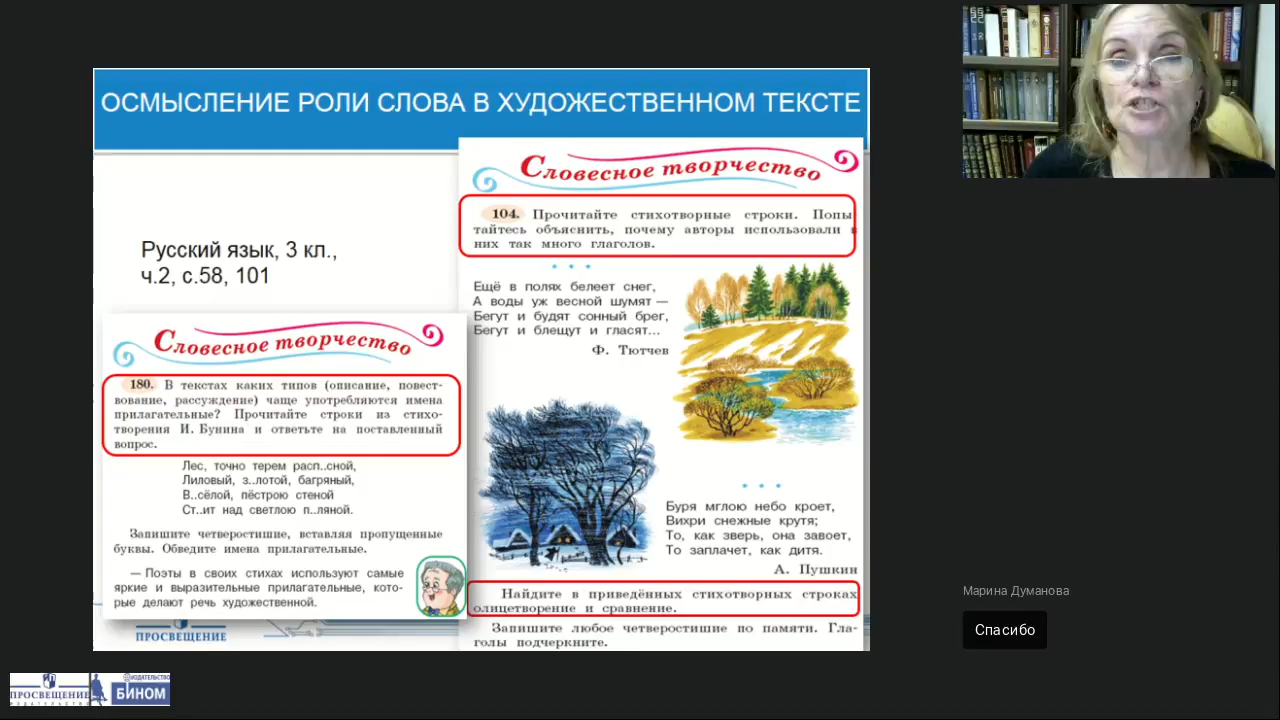 ОСМЫСЛЕНИЕ РОЛИ СЛОВА В ХУДОЖЕСТВЕННОМ ТЕКСТЕ
Русский язык, 3 кл.,
ч.2, с.58, 101
Словесное творчество
180. В текстах каких типов (описание, повест-
вование, рассуждение) чаще употребляются имена
прилагательные? Прочитайте строки из стихо-
творения И. Бунина и ответьте на поставленный
вопрос.
Лес, точно терем расп..сной,
Лиловый, з..лотой, багряный,
В..сёлой, пёстрою стеной
Ст..ит над светлою п..ляной.
Запишите четверостишие, вставляя пропущенные
буквы. Обведите имена прилагательные.
— Поэты в своих стихах используют самые
яркие и выразительные прилагательные, кото-
рые делают речь художественной.
ПРОСВЕЩЕНИЕ
Словесное творчество
104. Прочитайте стихотворные строки. Попы
тайтесь объяснить, почему авторы использовали в
них так много глаголов.
Ещё в полях белеет снег,
А воды уж весной шумят —
Бегут и будят сонный брег,
Бегут и блещут и гласят...
Ф. Тютчев
Буря мглою небо кроет,
Вихри снежные крутя;
То, как зверь, она завоет,
То заплачет, как дитя.
А. Пушкин
Найдите в приведённых стихотворных строках
олицетворение и сравнение.
Запишите любое четверостишие по памяти. Гла-
голы подчеркните.
Марина Думанова
Спасибо
ПРОСВЕЩЕНИЕ
ИЗДАТЕЛЬСТВО
ИЗДАТЕЛЬСТВО
БИНОМ